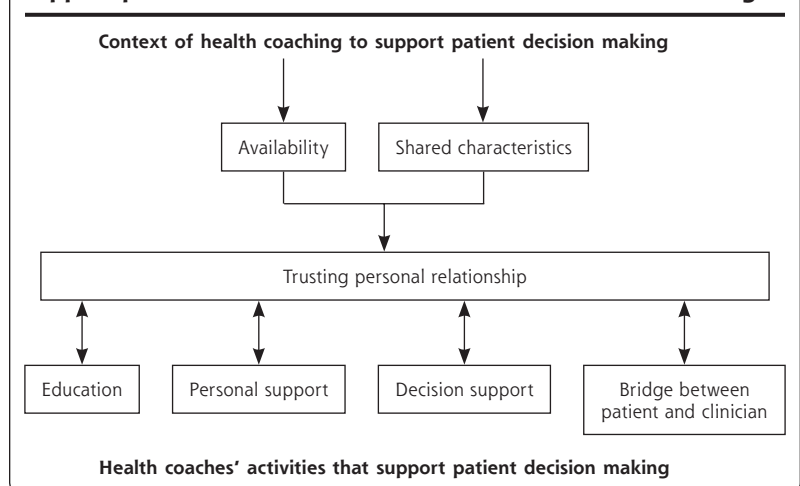 Context of health coaching to support patient decision making
Availability
Shared characteristics
Trusting personal relationship
Education
Personal support
Decision support
Bridge between
patient and clinician
Health coaches’ activities that support patient decision making